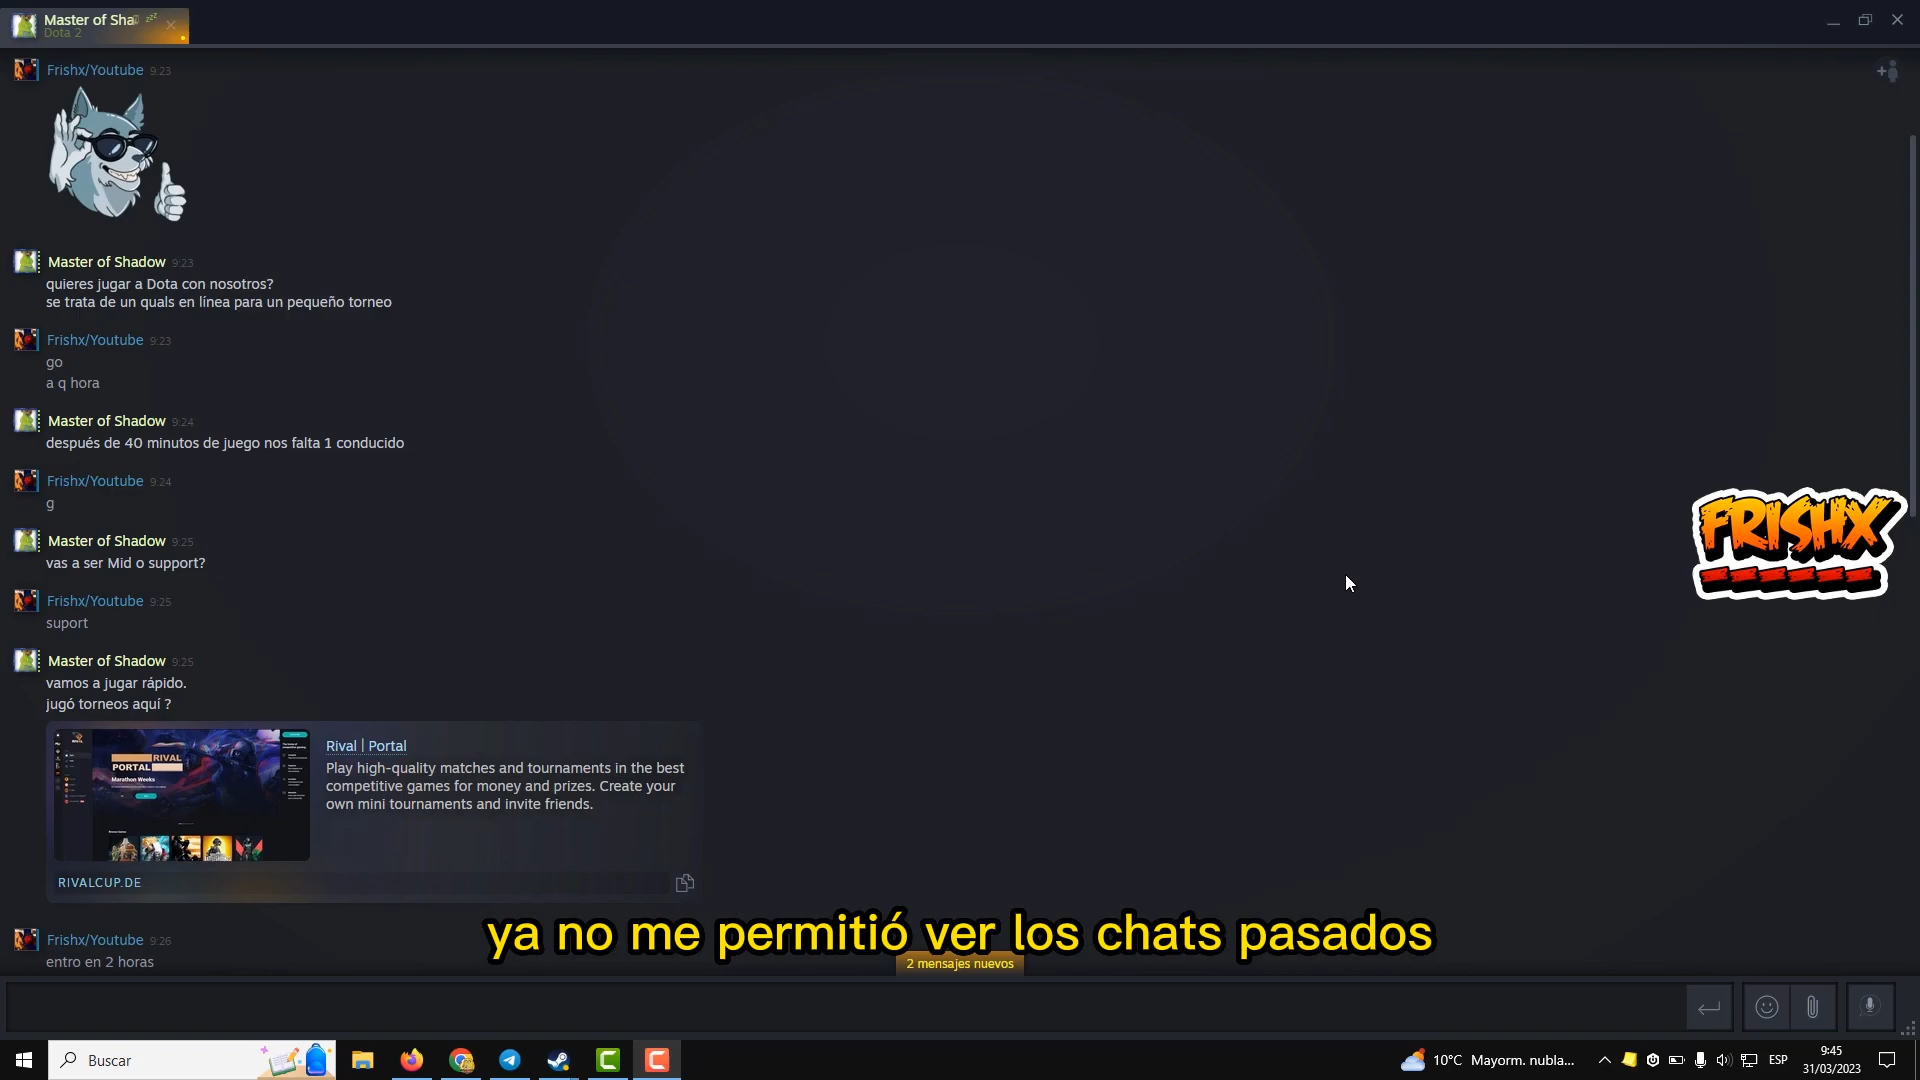 Master of Sha
Dota 2
Frishx/Youtube 9:23
Master of Shadow 9:23
quieres jugar a Dota con nosotros?
se trata de un quals en línea para un pequeño torneo
Frishx/Youtube 9:23
go
a q hora
Master of Shadow 9:24
después de 40 minutos de juego nos falta 1 conducido
Frishx/Youtube 9:24
g
Master of Shadow 9:25
vas a ser Mid o support?
Frishx/Youtube 9:25
suport
Master of Shadow 9:25
vamos a jugar rápido.
jugó torneos aquí ?
RIVAL
PORTAL
Marathon Weeks
Rival | Portal
Play high-quality matches and tournaments in the best
competitive games for money and prizes. Create your
own mini tournaments and invite friends.
RIVALCUP.DE
Frishx/Youtube 9:26
entro en 2 horas
FRISHX
ya no me permitió ver los chats pasados
2 mensajes nuevos
Buscar
10°C Mayorm. nubla...
ESP
9:45
31/03/2023